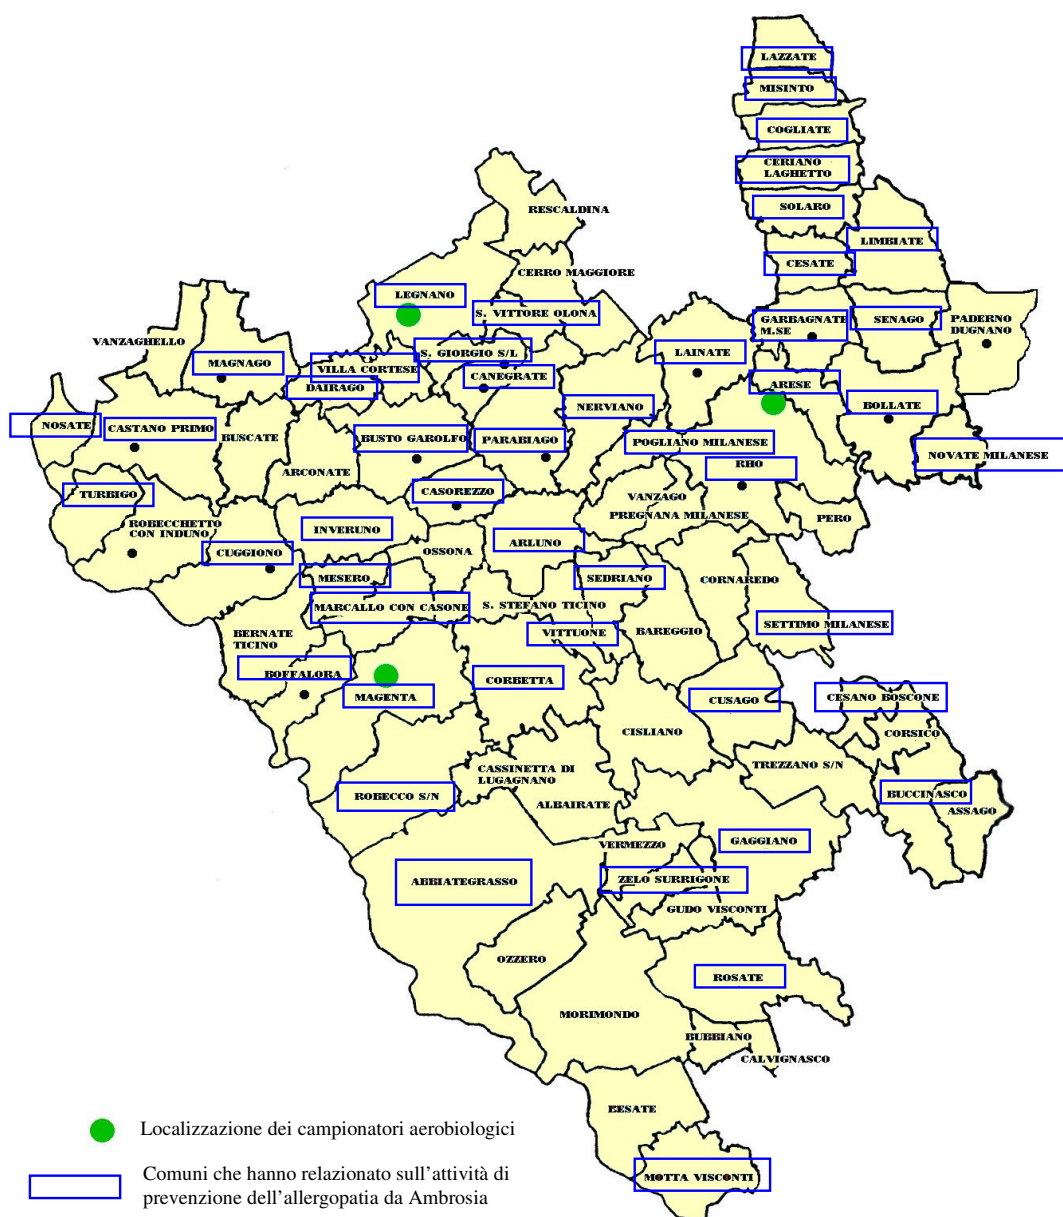 LAZZATE
MISINTO
COGLIATE
CERIANO
LAGHETTO
SOLARO
RESCALDINA
LIMBIATE
CESATE
CERRO MAGGIORE
LEGNANO
S. VITTORE OLONA
GARBAGNATE
M.SE
SENAGO
PADERNO
DUGNANO
VANZAGHELLO
MAGNAGO
VILLA CORTESE
S. GIORGIO S/L
LAINATE
DAIRAGO
CANEGRATE
ARESE
NERVIANO
BOLLATE
NOSATE
CASTANO PRIMO
BUSCATE
BUSTO GAROLFO
PARABIAGO
POGLIANO MILANESE
NOVATE MILANESE
ARCONATE
RHO
TURBIGO
CASOREZZO
VANZAGO
PREGNANA MILANESE
PERO
ROBECCHETTO
CON INDUNO
INVERUNO
ARLUNO
CUGGIONO
OSSONA
MESERO
SEDRIANO
CORNAREDO
MARCALLO CON CASONE
S. STEFANO TICINO
SETTIMO MILANESE
BERNATE
TICINO
VITTUONE
BAREGGIO
BOFFALORA
CORBETTA
MAGENTA
CUSAGO
CESANO BOSCONE
CISLIANO
CORSICO
CASSINETTA DI
LUGAGNANO
TREZZANO S/N
ROBECCO S/N
ALBAIRATE
BUCCINASCO
ASSAGO
VERMEZZO
GAGGIANO
ABBIATEGRASSO
ZELO SURRIGONE
GUDO VISCONTI
OZZERO
ROSATE
MORIMONDO
BUBBIANO
CALVIGNASCO
BESATE
MOTTA VISCONTI
Localizzazione dei campionatori aerobiologici
Comuni che hanno relazionato sull'attività di
prevenzione dell'allergopatia da Ambrosia